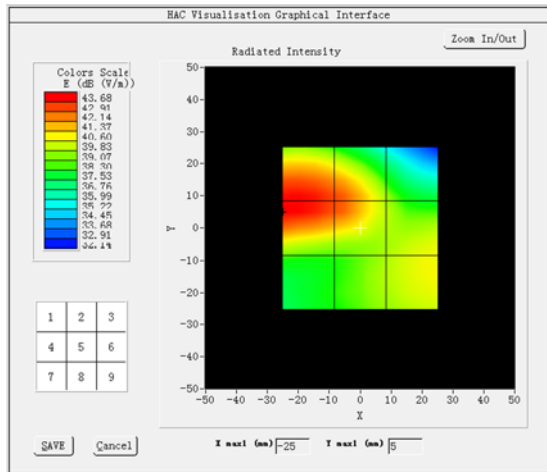 HAC Visualisation Graphical Interface
Zoom In/Out
Radiated Intensity
Colors Scale
E (dB (V/m))
43.68
42.91
42.14
41.37
40.60
39.83
39.07
38.30
37.53
36.76
35.99
35.22
34.45
33.68
32.91
32.14
50
40
30
20
10
0
-10
-20
-30
-40
-50
Y
-50 -40 -30 -20 -10 0 10 20 30 40 50
X
1 2 3
4 5 6
7 8 9
SAVE Cancel
X max1 (mm) -25 Y max1 (mm) 5